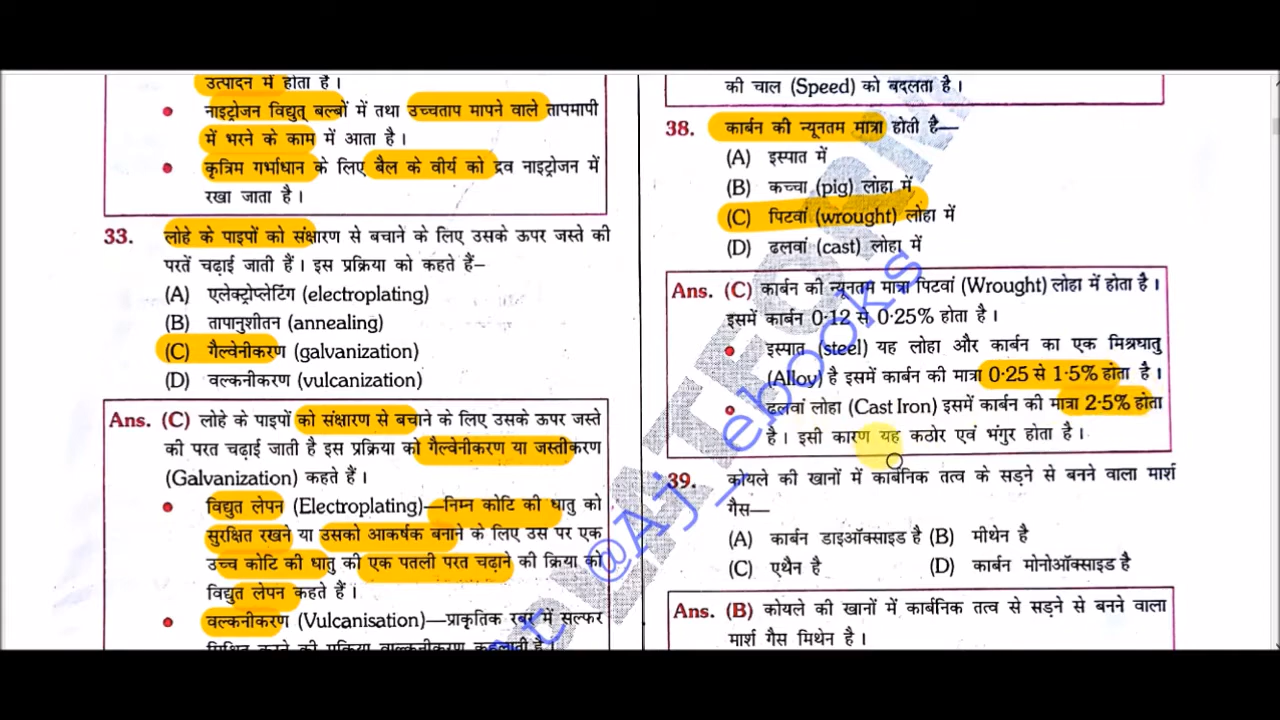 उत्पादन में होता है।
• नाइट्रोजन विद्युत् बल्बों में तथा उच्चताप मापने वाले तापमापी
में भरने के काम में आता है।
• कृत्रिम गर्भाधान के लिए बैल के वीर्य को द्रव नाइट्रोजन में
रखा जाता है।
33. लोहे के पाइपों को संक्षारण से बचाने के लिए उसके ऊपर जस्ते की
परतें चढ़ाई जाती हैं। इस प्रक्रिया को कहते हैं–
(A) एलेक्ट्रोप्लेटिंग (electroplating)
(B) तापानुशीतन (annealing)
(C) गैल्वेनीकरण (galvanization)
(D) वल्कनीकरण (vulcanization)
Ans. (C) लोहे के पाइपों को संक्षारण से बचाने के लिए उसके ऊपर जस्ते
की परत चढ़ाई जाती है इस प्रक्रिया को गैल्वेनीकरण या जस्तीकरण
(Galvanization) कहते हैं।
• विद्युत लेपन (Electroplating)—निम्न कोटि की धातु को
सुरक्षित रखने या उसको आकर्षक बनाने के लिए उस पर एक
उच्च कोटि की धातु की एक पतली परत चढ़ाने की क्रिया को
विद्युत लेपन कहते हैं।
• वल्कनीकरण (Vulcanisation)—प्राकृतिक रबर में सल्फर
मिश्रित करने की प्रक्रिया वाल्कनीकरण कहलाती है।
की चाल (Speed) को बदलता है।
38. कार्बन की न्यूनतम मात्रा होती है—
(A) इस्पात में
(B) कच्चा (pig) लोहा में
(C) पिटवां (wrought) लोहा में
(D) ढलवां (cast) लोहा में
Ans. (C) कार्बन की न्यूनतम मात्रा पिटवां (Wrought) लोहा में होता है।
इसमें कार्बन 0·12 से 0·25% होता है।
• इस्पात (steel) यह लोहा और कार्बन का एक मिश्रधातु
(Alloy) है इसमें कार्बन की मात्रा 0·25 से 1·5% होता है।
• ढलवां लोहा (Cast Iron) इसमें कार्बन की मात्रा 2·5% होता
है। इसी कारण यह कठोर एवं भंगुर होता है।
39. कोयले की खानों में कार्बनिक तत्व के सड़ने से बनने वाला मार्श
गैस—
(A) कार्बन डाइऑक्साइड है (B) मीथेन है
(C) एथैन है (D) कार्बन मोनोऑक्साइड है
Ans. (B) कोयले की खानों में कार्बनिक तत्व से सड़ने से बनने वाला
मार्श गैस मिथेन है।
@Aj_ebooks